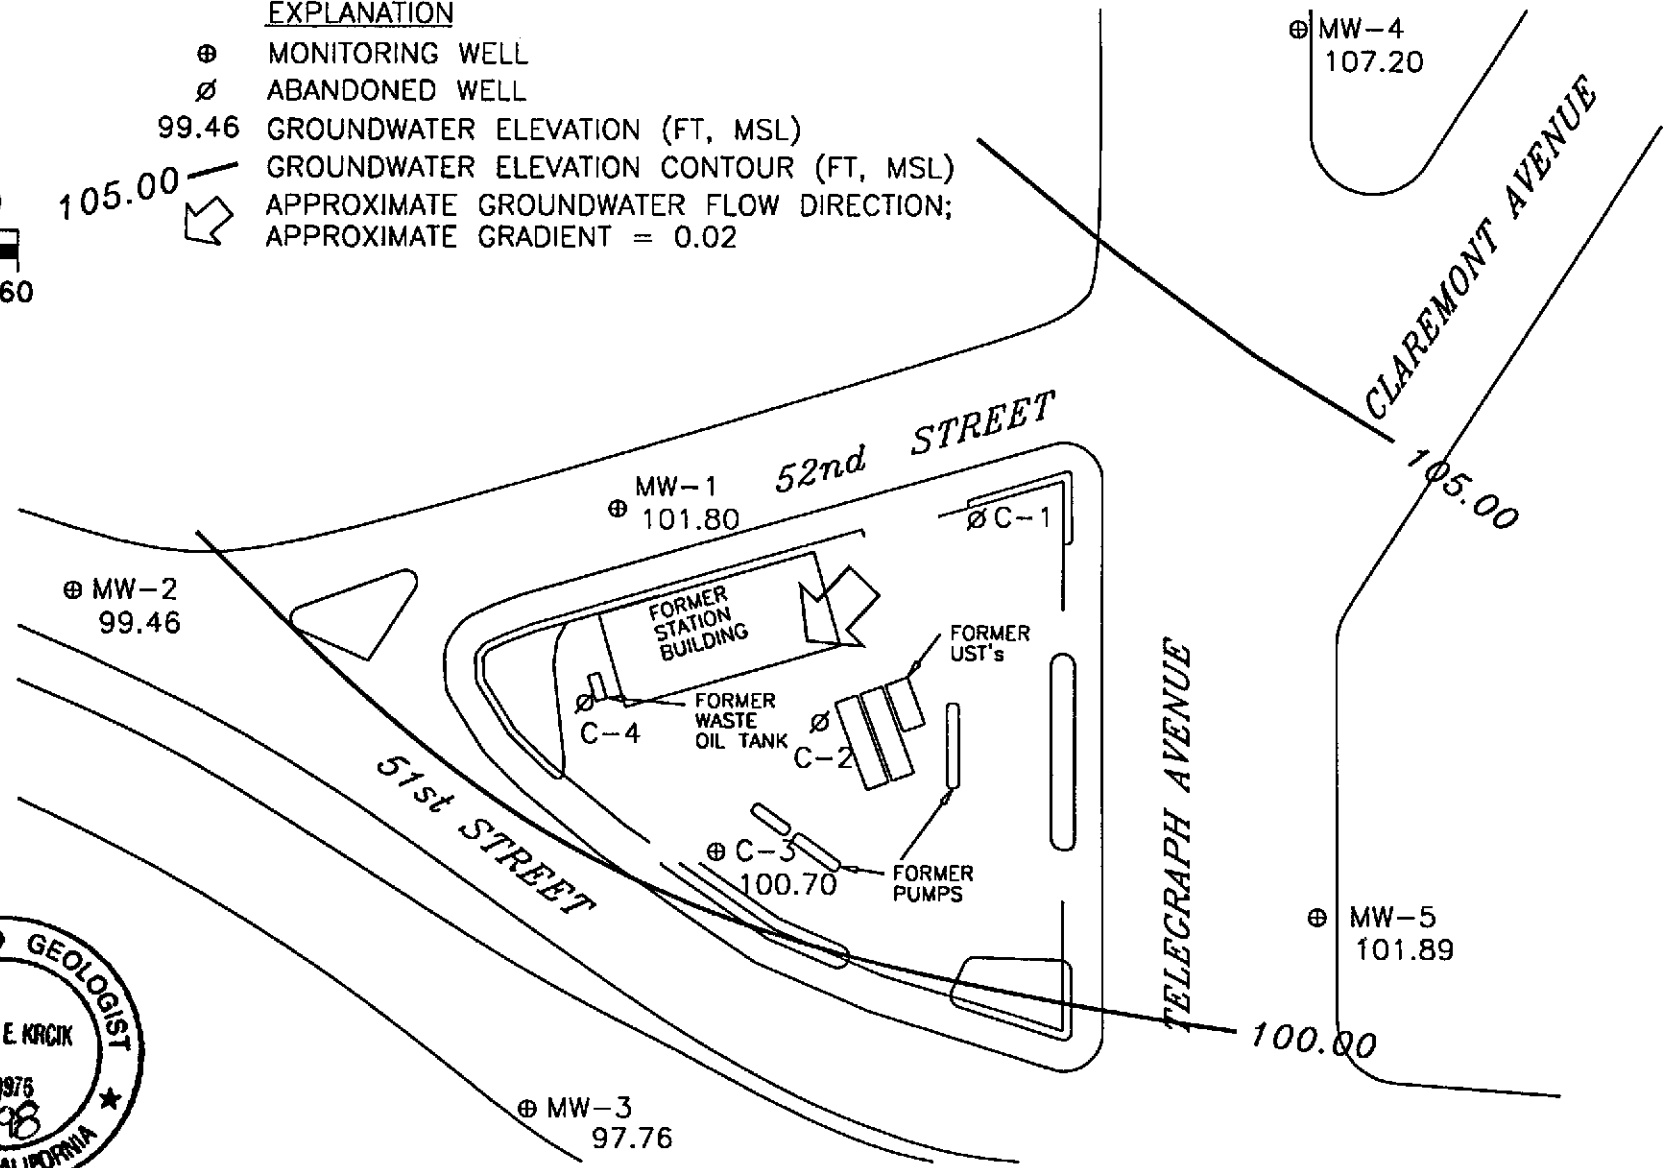 EXPLANATION
⊕ MONITORING WELL
Ø ABANDONED WELL
99.46 GROUNDWATER ELEVATION (FT, MSL)
105.00 GROUNDWATER ELEVATION CONTOUR (FT, MSL)
APPROXIMATE GROUNDWATER FLOW DIRECTION;
APPROXIMATE GRADIENT = 0.02
60
MW-4
107.20
CLAREMONT AVENUE
105.00
52nd STREET
MW-1
101.80
C-1
MW-2
99.46
FORMER
STATION
BUILDING
FORMER
UST's
FORMER
WASTE
OIL TANK
C-4
C-2
51st STREET
C-3
100.70
FORMER
PUMPS
TELEGRAPH AVENUE
MW-5
101.89
100.00
MW-3
97.76
GEOLOGIST
E. KRCIK
CALIFORNIA